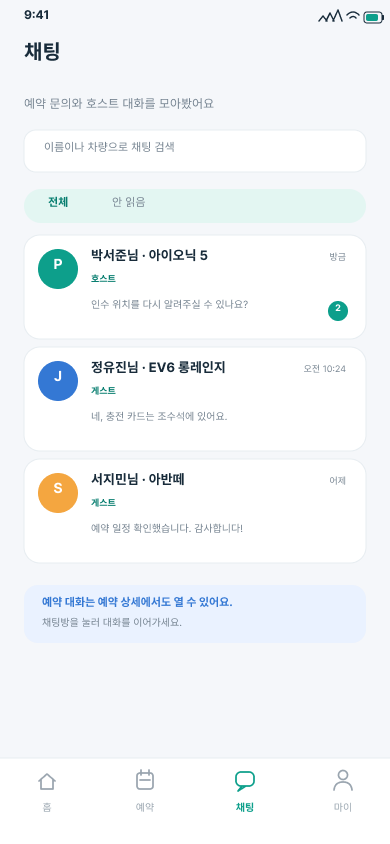 9:41
채팅
예약 문의와 호스트 대화를 모아봤어요
이름이나 차량으로 채팅 검색
전체
안 읽음
P
박서준님 · 아이오닉 5
방금
호스트
인수 위치를 다시 알려주실 수 있나요?
2
J
정유진님 · EV6 롱레인지
오전 10:24
게스트
네, 충전 카드는 조수석에 있어요.
S
서지민님 · 아반떼
어제
게스트
예약 일정 확인했습니다. 감사합니다!
예약 대화는 예약 상세에서도 열 수 있어요.
채팅방을 눌러 대화를 이어가세요.
홈
예약
채팅
마이